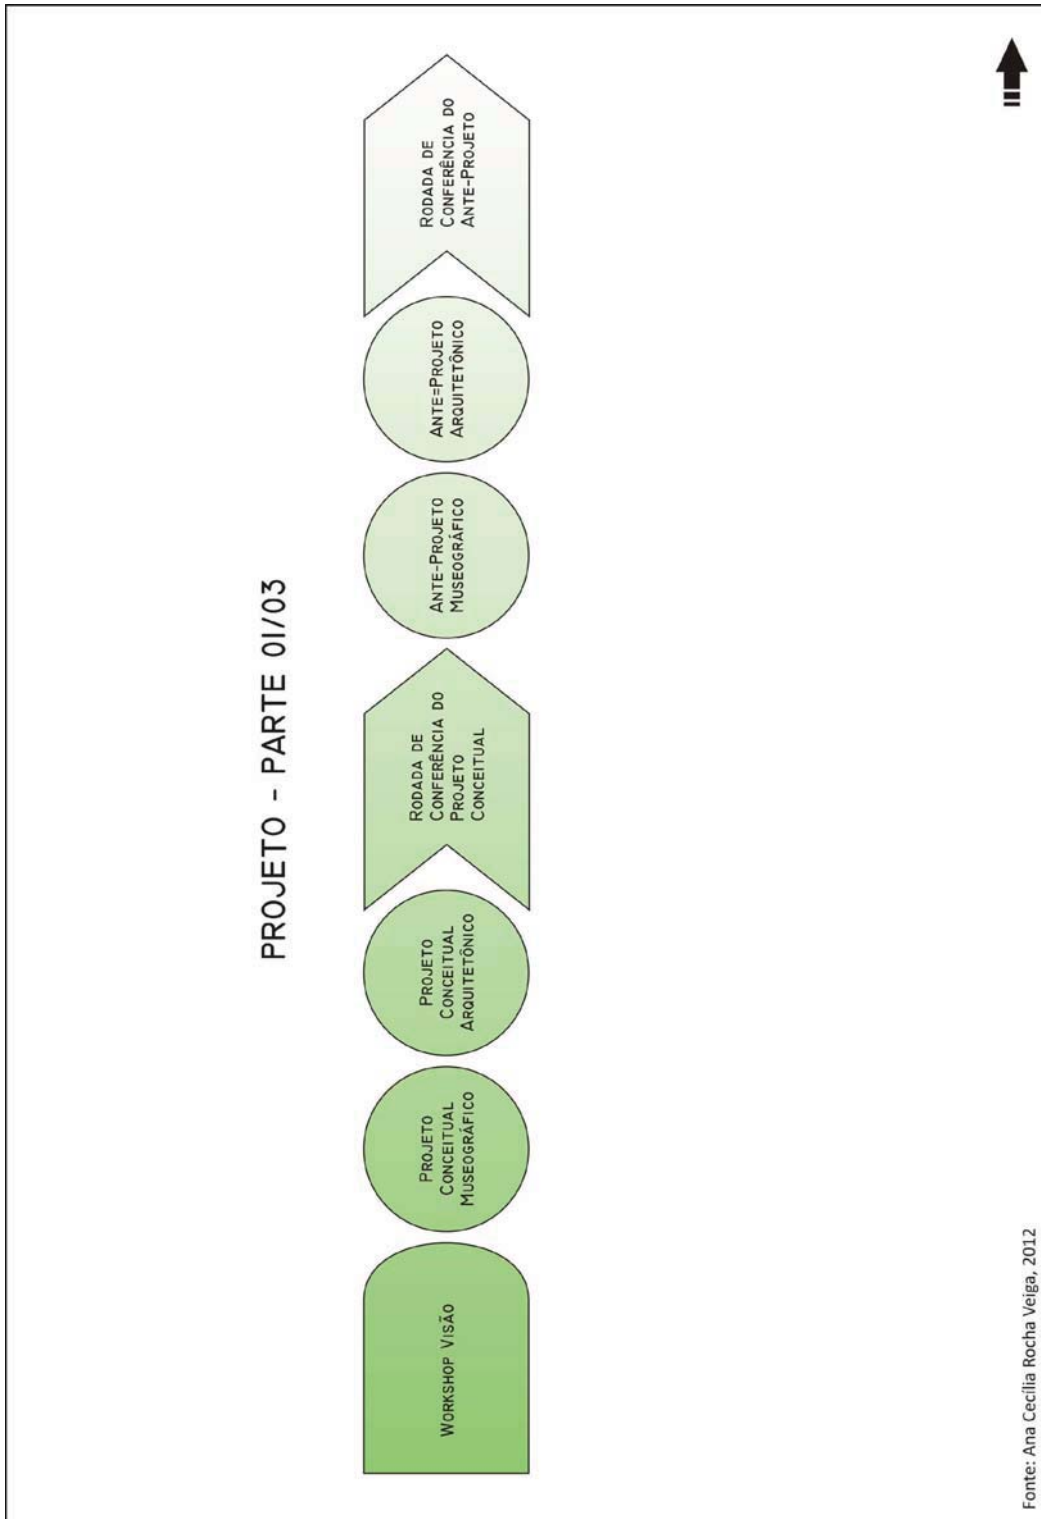 PROJETO - PARTE 01/03
WORKSHOP VISÃO
PROJETO
CONCEITUAL
MUSEOGRÁFICO
PROJETO
CONCEITUAL
ARQUITETÔNICO
RODADA DE
CONFERÊNCIA DO
PROJETO
CONCEITUAL
ANTE-PROJETO
MUSEOGRÁFICO
ANTE=PROJETO
ARQUITETÔNICO
RODADA DE
CONFERÊNCIA DO
ANTE-PROJETO
Fonte: Ana Cecília Rocha Veiga, 2012